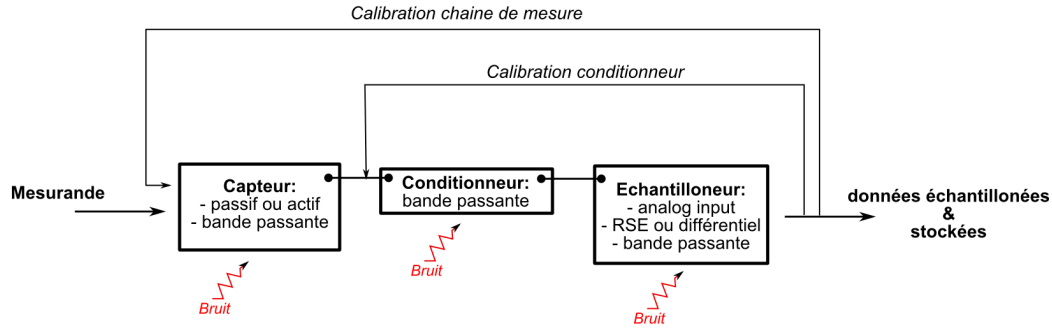 Calibration chaine de mesure
Calibration conditionneur
Mesurande
Capteur:
- passif ou actif
- bande passante
Conditionneur:
bande passante
Echantilloneur:
- analog input
- RSE ou différentiel
- bande passante
données échantillonées
&
stockées
Bruit
Bruit
Bruit